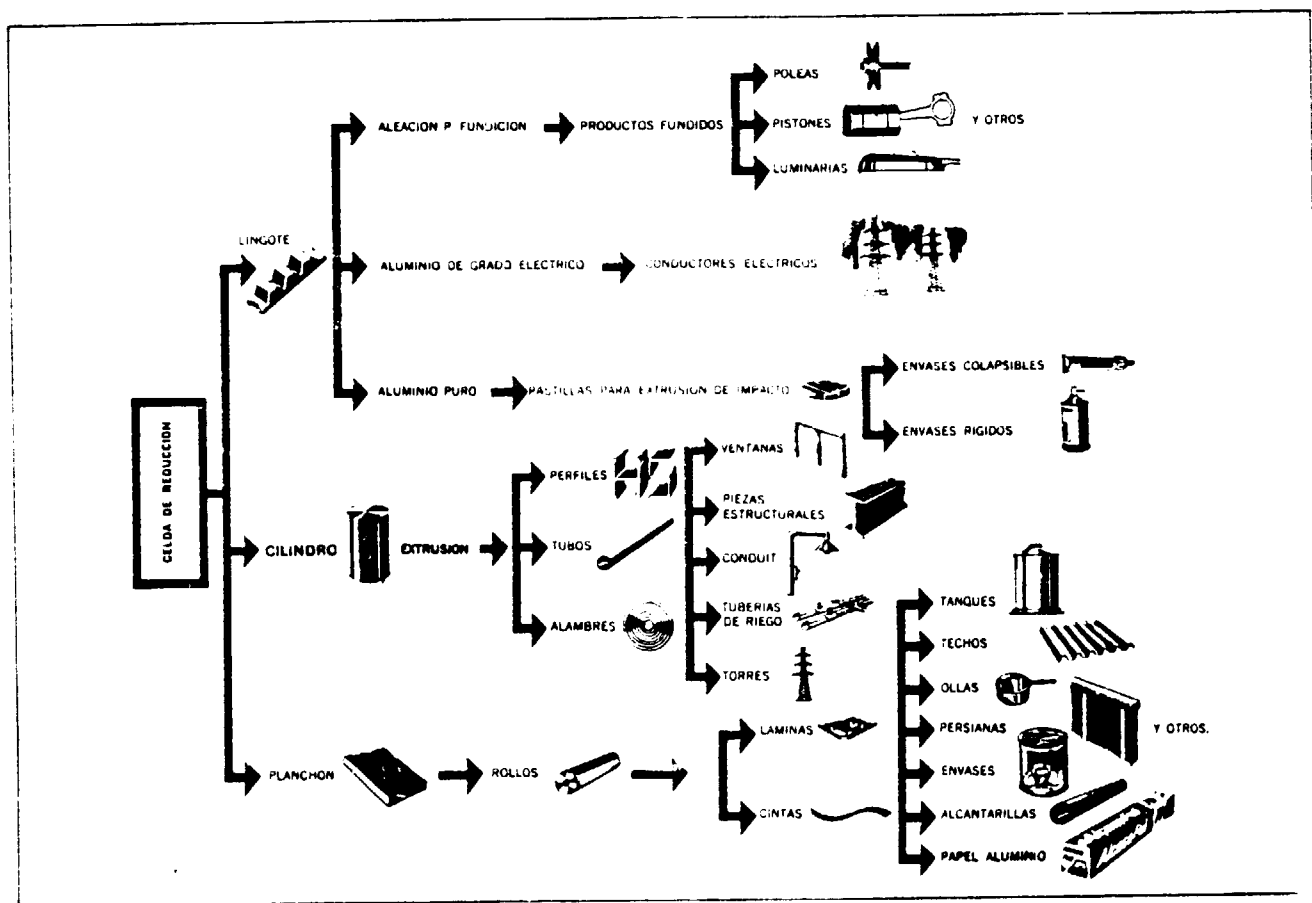 POLEAS
ALEACION P. FUNDICION
PRODUCTOS FUNDIDOS
PISTONES
Y OTROS
LUMINARIAS
LINGOTE
ALUMINIO DE GRADO ELECTRICO
CONDUCTORES ELECTRICOS
ENVASES COLAPSIBLES
ALUMINIO PURO
PASTILLAS PARA EXTRUSION DE IMPACTO
ENVASES RIGIDOS
CELDA DE REDUCCION
VENTANAS
PERFILES
PIEZAS
ESTRUCTURALES
CILINDRO
EXTRUSION
TUBOS
CONDUIT
TANQUES
ALAMBRES
TUBERIAS
DE RIEGO
TECHOS
TORRES
OLLAS
LAMINAS
PERSIANAS
Y OTROS.
PLANCHON
ROLLOS
ENVASES
CINTAS
ALCANTARILLAS
PAPEL ALUMINIO